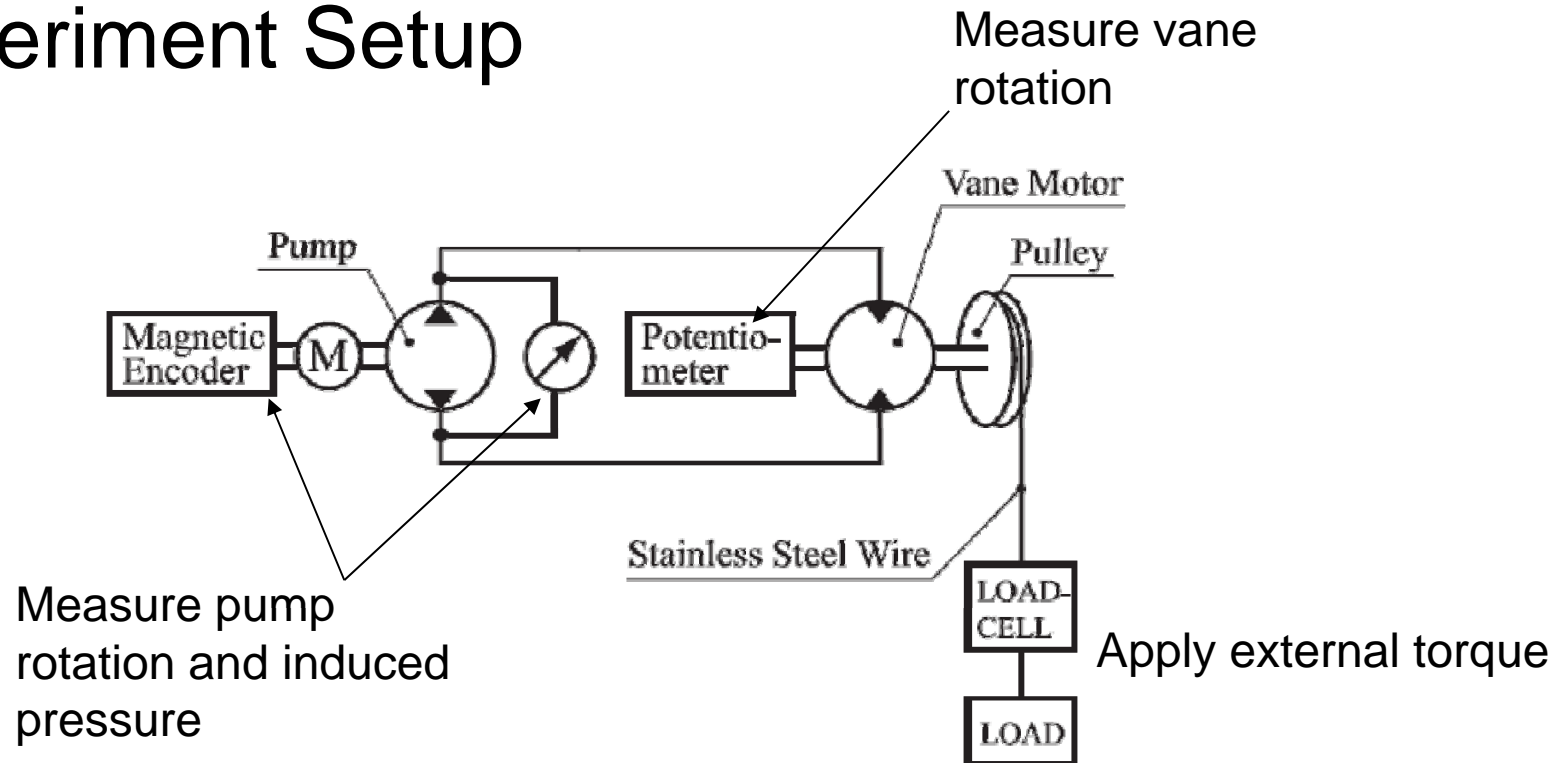 eriment Setup
Measure vane
rotation
Vane Motor
Pump
Pulley
Magnetic
Encoder
M
Potentio-
meter
Stainless Steel Wire
LOAD-
CELL
Measure pump
rotation and induced
pressure
Apply external torque
LOAD